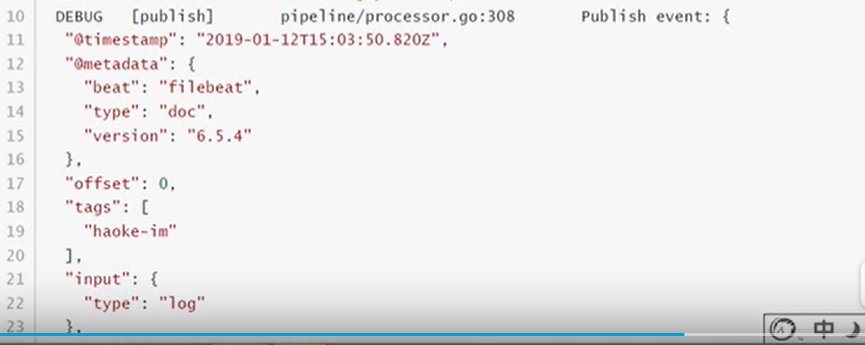 10 DEBUG [publish] pipeline/processor.go:308 Publish event: {
11 "@timestamp": "2019-01-12T15:03:50.820Z",
12 "@metadata": {
13 "beat": "filebeat",
14 "type": "doc",
15 "version": "6.5.4"
16 },
17 "offset": 0,
18 "tags": [
19 "haoke-im"
20 ],
21 "input": {
22 "type": "log"
23 },
中